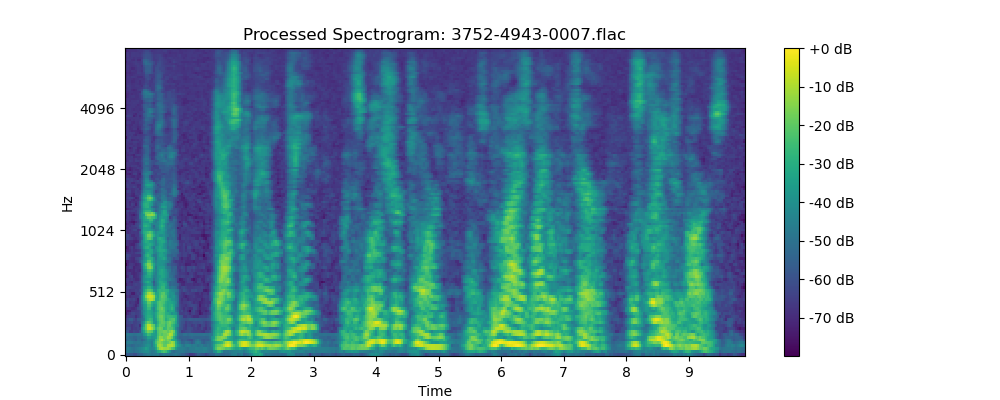 Processed Spectrogram: 3752-4943-0007.flac
Hz
4096
2048
1024
512
0
0 1 2 3 4 5 6 7 8 9
Time
+0 dB
-10 dB
-20 dB
-30 dB
-40 dB
-50 dB
-60 dB
-70 dB